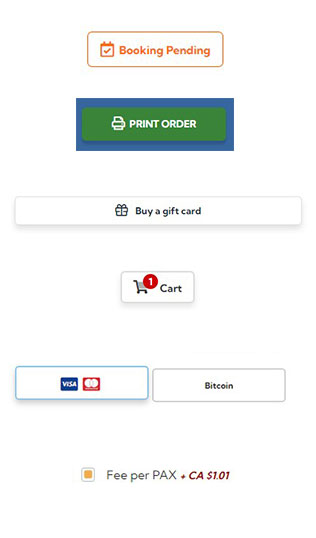 Booking Pending
PRINT ORDER
Buy a gift card
1
Cart
VISA
Bitcoin
Fee per PAX + CA $1.01